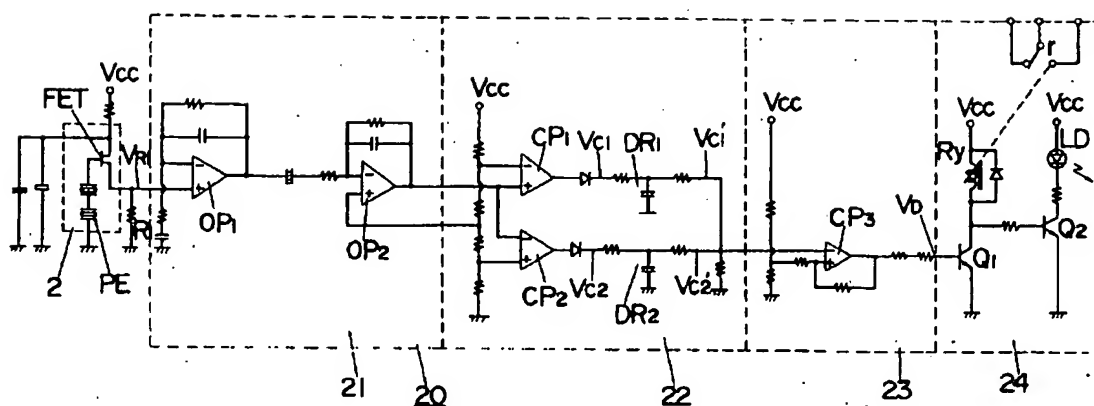 r
Vcc
Vcc
Vcc
Vcc
Vcc
FET
VR1
R1
2
PE
OP1
OP2
CP1
Vc1
DR1
Vc1'
CP2
Vc2
DR2
Vc2'
CP3
VD
Ry
LD
Q1
Q2
21
20
22
23
24